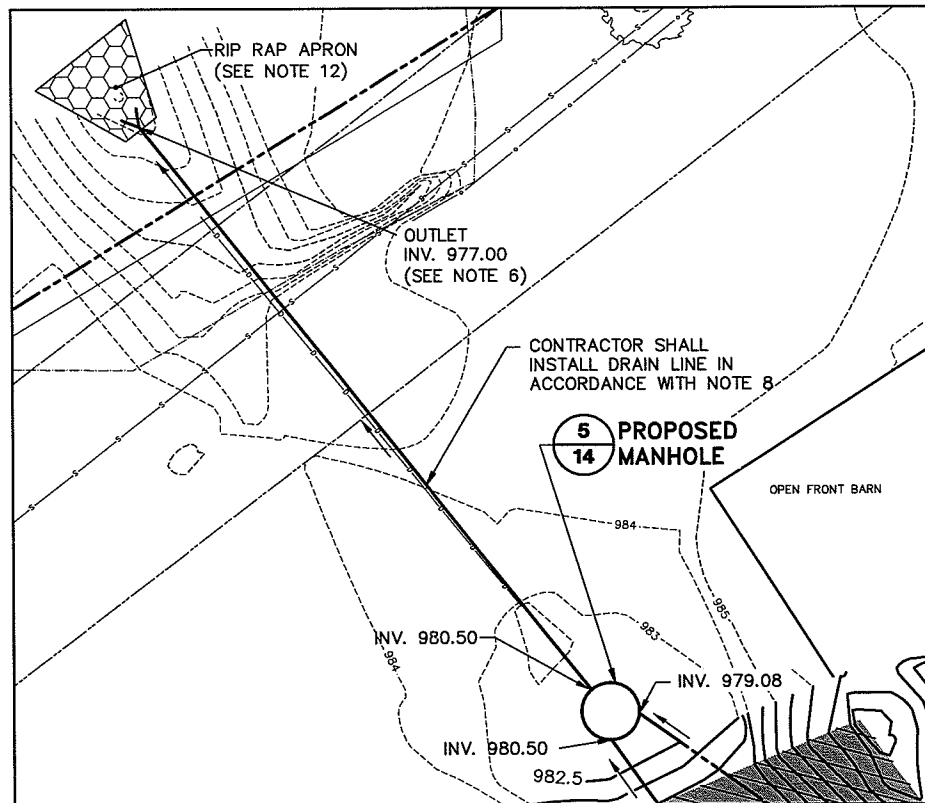 RIP RAP APRON
(SEE NOTE 12)
OUTLET
INV. 977.00
(SEE NOTE 6)
CONTRACTOR SHALL
INSTALL DRAIN LINE IN
ACCORDANCE WITH NOTE 8
5
14
PROPOSED
MANHOLE
OPEN FRONT BARN
984
985
983
984
INV. 980.50
INV. 979.08
INV. 980.50
982.5